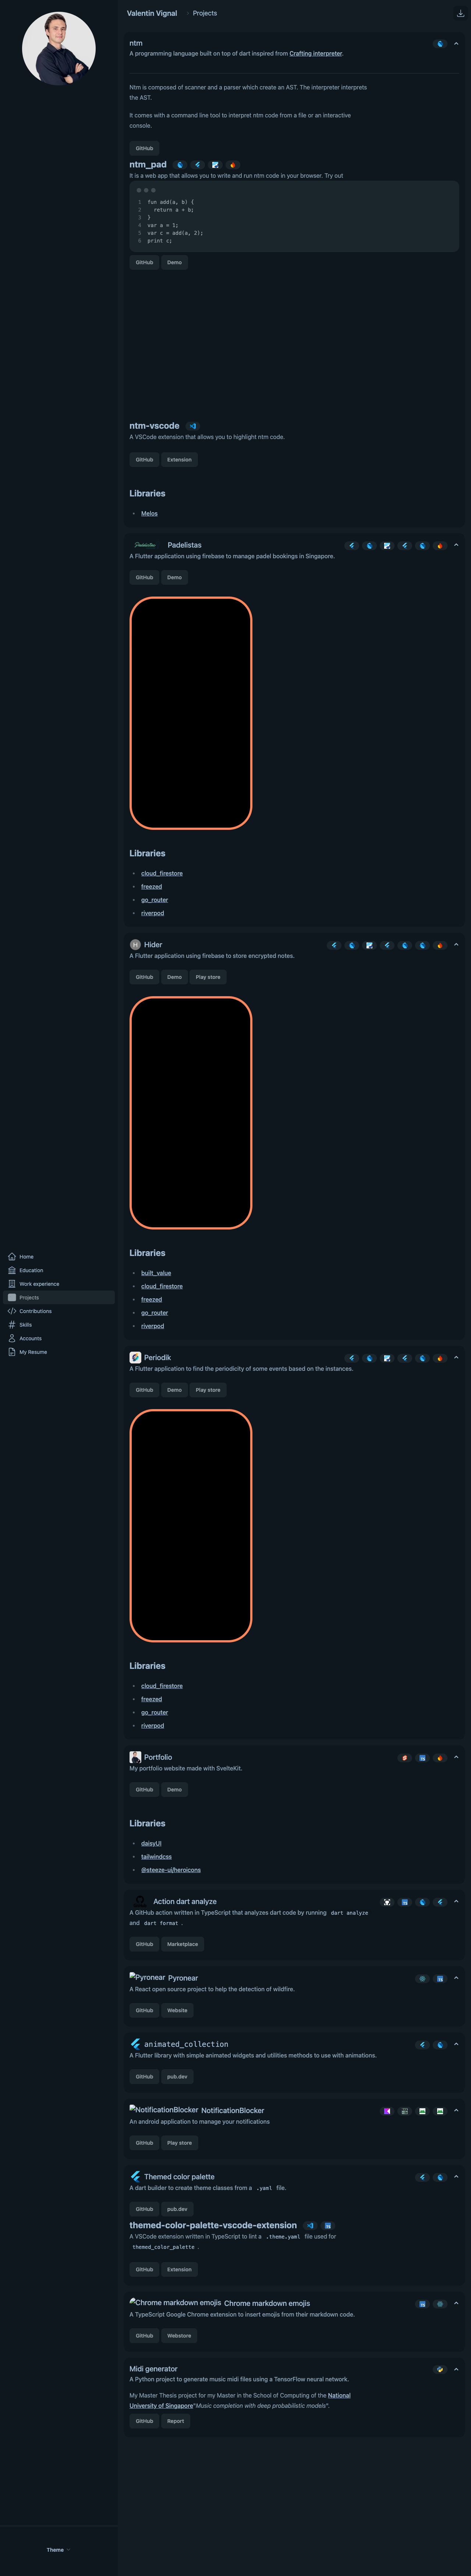 Valentin Vignal
Projects
ntm
A programming language built on top of dart inspired from Crafting interpreter.
Ntm is composed of scanner and a parser which create an AST. The interpreter interprets
the AST.
It comes with a command line tool to interpret ntm code from a file or an interactive
console.
GitHub
ntm_pad
It is a web app that allows you to write and run ntm code in your browser. Try out
1 fun add(a, b) {
2 return a + b;
3 }
4 var a = 1;
5 var c = add(a, 2);
6 print c;
GitHub Demo
ntm-vscode
A VSCode extension that allows you to highlight ntm code.
GitHub Extension
Libraries
Melos
Padelistas
A Flutter application using firebase to manage padel bookings in Singapore.
GitHub Demo
Libraries
cloud_firestore
freezed
go_router
riverpod
H Hider
A Flutter application using firebase to store encrypted notes.
GitHub Demo Play store
Libraries
built_value
cloud_firestore
freezed
go_router
riverpod
Home
Education
Work experience
Projects
Contributions
Skills
Accounts
My Resume
Periodik
A Flutter application to find the periodicity of some events based on the instances.
GitHub Demo Play store
Libraries
cloud_firestore
freezed
go_router
riverpod
Portfolio
My portfolio website made with SvelteKit.
GitHub Demo
Libraries
daisyUI
tailwindcss
@steeze-ui/heroicons
Action dart analyze
A GitHub action written in TypeScript that analyzes dart code by running dart analyze
and dart format .
GitHub Marketplace
Pyronear Pyronear
A React open source project to help the detection of wildfire.
GitHub Website
animated_collection
A Flutter library with simple animated widgets and utilities methods to use with animations.
GitHub pub.dev
NotificationBlocker NotificationBlocker
An android application to manage your notifications
GitHub Play store
Themed color palette
A dart builder to create theme classes from a .yaml file.
GitHub pub.dev
themed-color-palette-vscode-extension
A VSCode extension written in TypeScript to lint a .theme.yaml file used for
themed_color_palette .
GitHub Extension
Chrome markdown emojis Chrome markdown emojis
A TypeScript Google Chrome extension to insert emojis from their markdown code.
GitHub Webstore
Midi generator
A Python project to generate music midi files using a TensorFlow neural network.
My Master Thesis project for my Master in the School of Computing of the National
University of Singapore"Music completion with deep probabilistic models".
GitHub Report
Theme